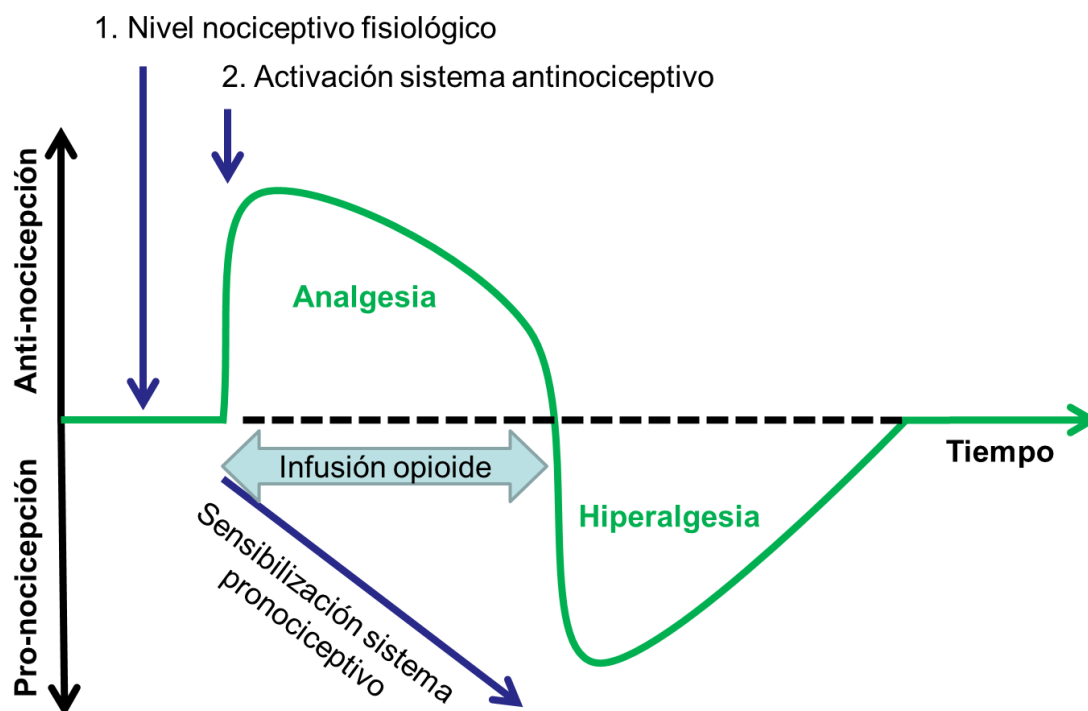 1. Nivel nociceptivo fisiológico
2. Activación sistema antinociceptivo
Anti-nocicepción
Analgesia
Tiempo
Infusión opioide
Hiperalgesia
Sensibilización sistema
pronociceptivo
Pro-nocicepción